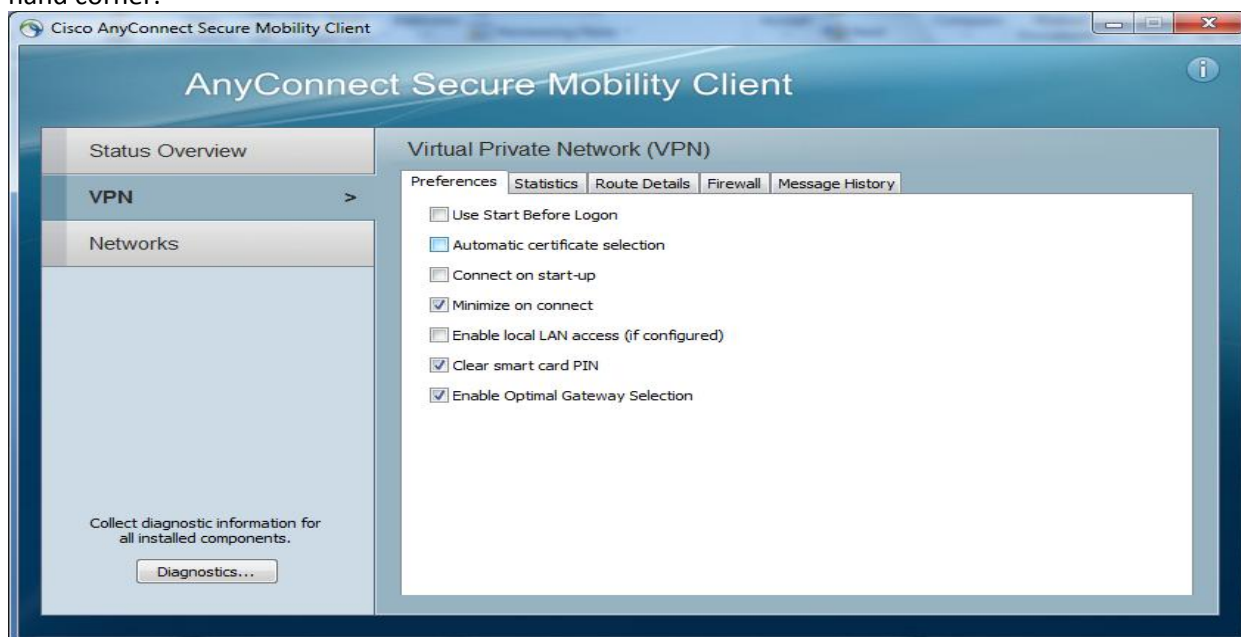 hand corner.
Cisco AnyConnect Secure Mobility Client
AnyConnect Secure Mobility Client
Status Overview
VPN >
Networks
Collect diagnostic information for
all installed components.
Diagnostics...
Virtual Private Network (VPN)
Preferences Statistics Route Details Firewall Message History
Use Start Before Logon
Automatic certificate selection
Connect on start-up
Minimize on connect
Enable local LAN access (if configured)
Clear smart card PIN
Enable Optimal Gateway Selection